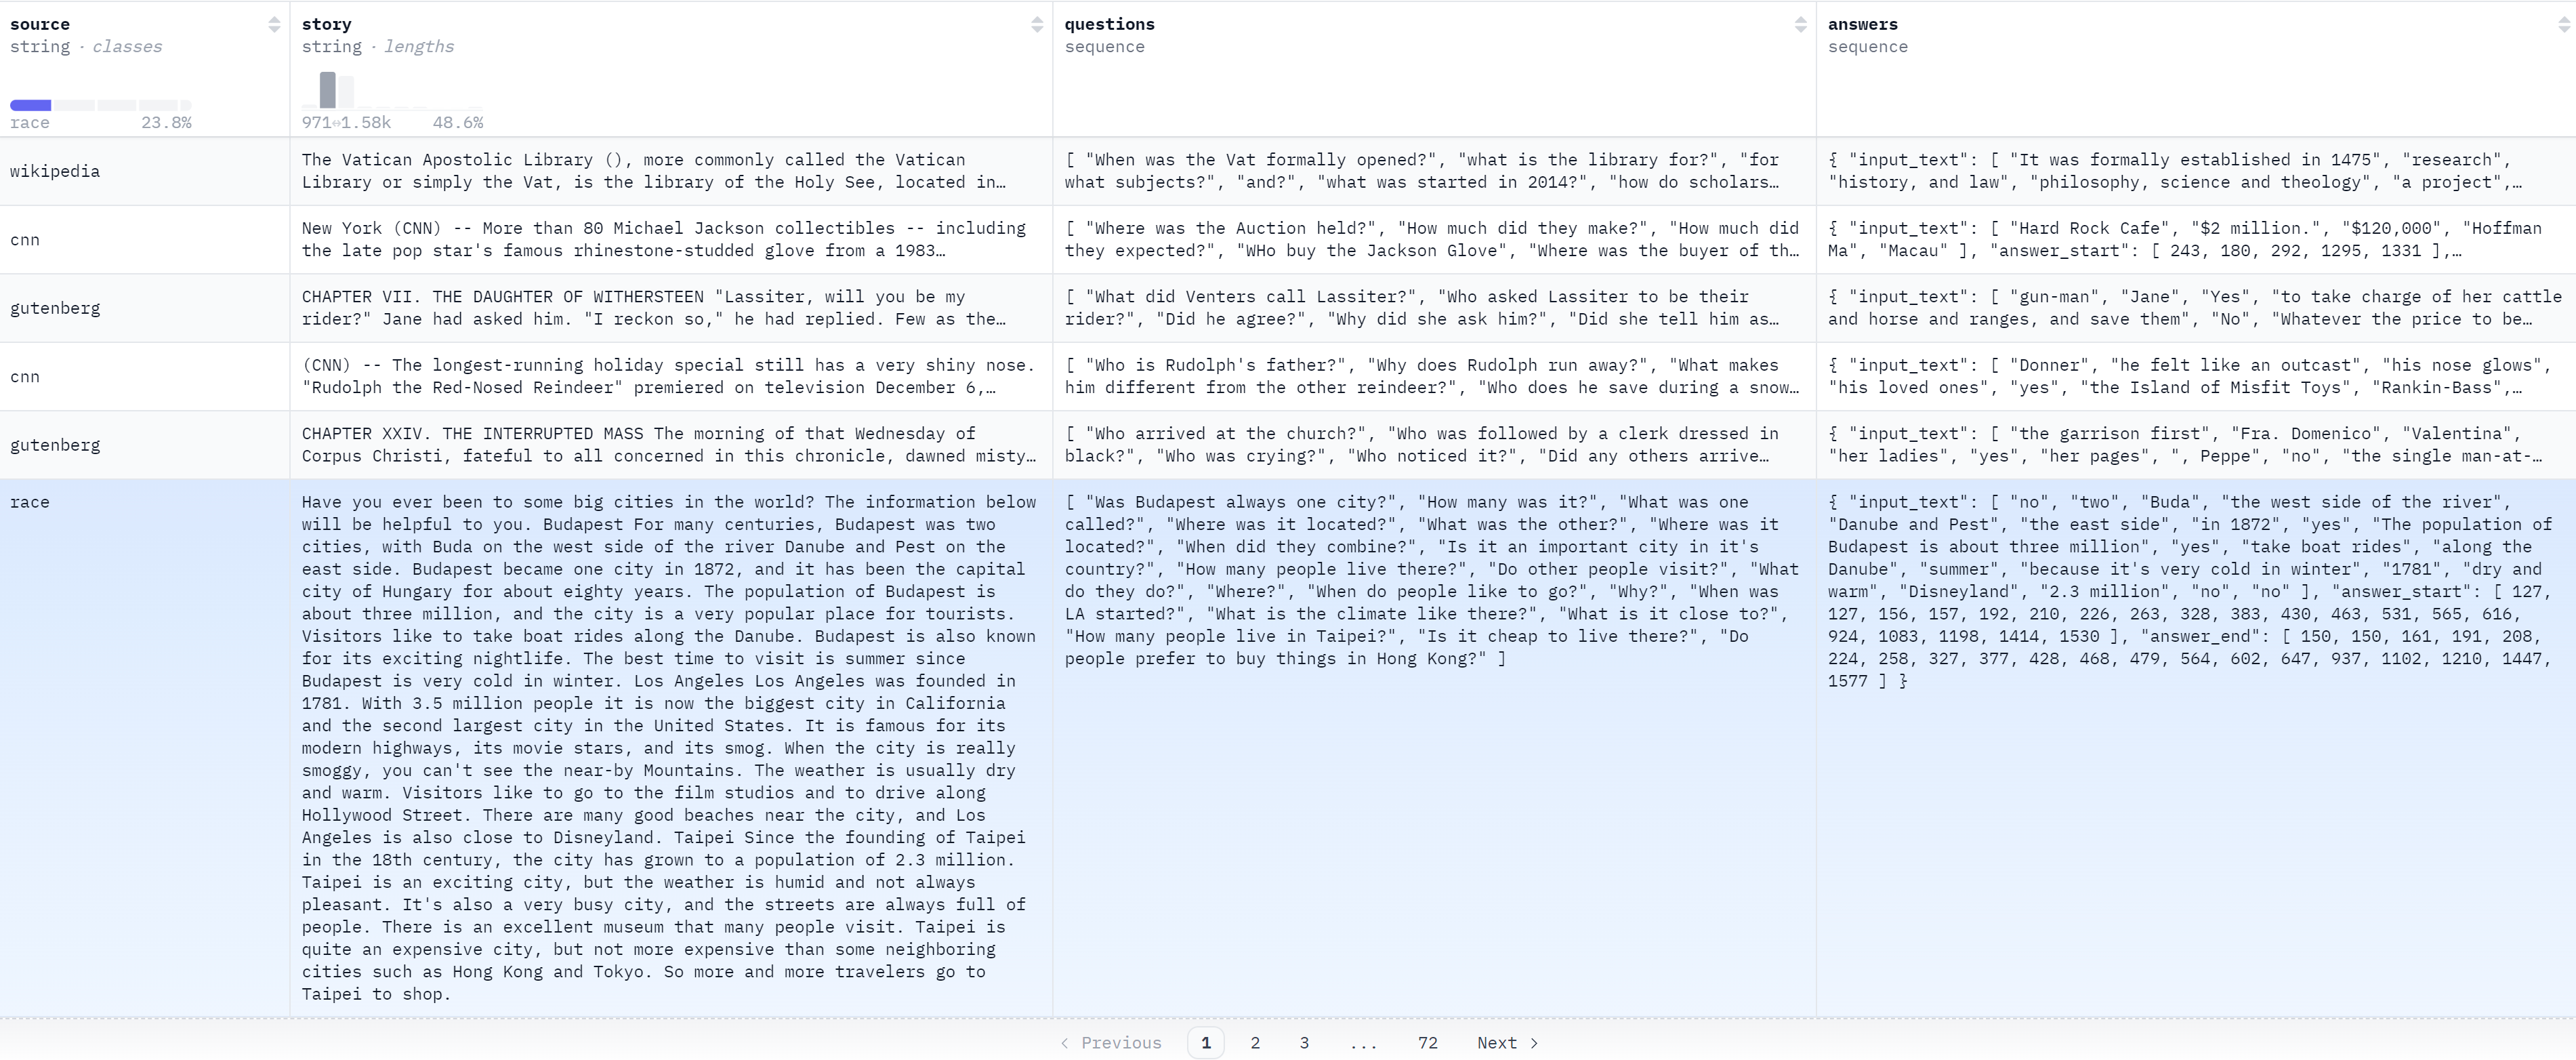 source
string · classes
race 23.8%
story
string · lengths
971↔1.58k 48.6%
questions
sequence
answers
sequence
wikipedia
The Vatican Apostolic Library (), more commonly called the Vatican
Library or simply the Vat, is the library of the Holy See, located in…
[ "When was the Vat formally opened?", "what is the library for?", "for
what subjects?", "and?", "what was started in 2014?", "how do scholars…
{ "input_text": [ "It was formally established in 1475", "research",
"history, and law", "philosophy, science and theology", "a project",…
cnn
New York (CNN) -- More than 80 Michael Jackson collectibles -- including
the late pop star's famous rhinestone-studded glove from a 1983…
[ "Where was the Auction held?", "How much did they make?", "How much did
they expected?", "WHo buy the Jackson Glove", "Where was the buyer of th…
{ "input_text": [ "Hard Rock Cafe", "$2 million.", "$120,000", "Hoffman
Ma", "Macau" ], "answer_start": [ 243, 180, 292, 1295, 1331 ],…
gutenberg
CHAPTER VII. THE DAUGHTER OF WITHERSTEEN "Lassiter, will you be my
rider?" Jane had asked him. "I reckon so," he had replied. Few as the…
[ "What did Venters call Lassiter?", "Who asked Lassiter to be their
rider?", "Did he agree?", "Why did she ask him?", "Did she tell him as…
{ "input_text": [ "gun-man", "Jane", "Yes", "to take charge of her cattle
and horse and ranges, and save them", "No", "Whatever the price to be…
cnn
(CNN) -- The longest-running holiday special still has a very shiny nose.
"Rudolph the Red-Nosed Reindeer" premiered on television December 6,…
[ "Who is Rudolph's father?", "Why does Rudolph run away?", "What makes
him different from the other reindeer?", "Who does he save during a snow…
{ "input_text": [ "Donner", "he felt like an outcast", "his nose glows",
"his loved ones", "yes", "the Island of Misfit Toys", "Rankin-Bass",…
gutenberg
CHAPTER XXIV. THE INTERRUPTED MASS The morning of that Wednesday of
Corpus Christi, fateful to all concerned in this chronicle, dawned misty…
[ "Who arrived at the church?", "Who was followed by a clerk dressed in
black?", "Who was crying?", "Who noticed it?", "Did any others arrive…
{ "input_text": [ "the garrison first", "Fra. Domenico", "Valentina",
"her ladies", "yes", "her pages", ", Peppe", "no", "the single man-at-…
race
Have you ever been to some big cities in the world? The information below
will be helpful to you. Budapest For many centuries, Budapest was two
cities, with Buda on the west side of the river Danube and Pest on the
east side. Budapest became one city in 1872, and it has been the capital
city of Hungary for about eighty years. The population of Budapest is
about three million, and the city is a very popular place for tourists.
Visitors like to take boat rides along the Danube. Budapest is also known
for its exciting nightlife. The best time to visit is summer since
Budapest is very cold in winter. Los Angeles Los Angeles was founded in
1781. With 3.5 million people it is now the biggest city in California
and the second largest city in the United States. It is famous for its
modern highways, its movie stars, and its smog. When the city is really
smoggy, you can't see the near-by Mountains. The weather is usually dry
and warm. Visitors like to go to the film studios and to drive along
Hollywood Street. There are many good beaches near the city, and Los
Angeles is also close to Disneyland. Taipei Since the founding of Taipei
in the 18th century, the city has grown to a population of 2.3 million.
Taipei is an exciting city, but the weather is humid and not always
pleasant. It's also a very busy city, and the streets are always full of
people. There is an excellent museum that many people visit. Taipei is
quite an expensive city, but not more expensive than some neighboring
cities such as Hong Kong and Tokyo. So more and more travelers go to
Taipei to shop.
[ "Was Budapest always one city?", "How many was it?", "What was one
called?", "Where was it located?", "What was the other?", "Where was it
located?", "When did they combine?", "Is it an important city in it's
country?", "How many people live there?", "Do other people visit?", "What
do they do?", "Where?", "When do people like to go?", "Why?", "When was
LA started?", "What is the climate like there?", "What is it close to?",
"How many people live in Taipei?", "Is it cheap to live there?", "Do
people prefer to buy things in Hong Kong?" ]
{ "input_text": [ "no", "two", "Buda", "the west side of the river",
"Danube and Pest", "the east side", "in 1872", "yes", "The population of
Budapest is about three million", "yes", "take boat rides", "along the
Danube", "summer", "because it's very cold in winter", "1781", "dry and
warm", "Disneyland", "2.3 million", "no", "no" ], "answer_start": [ 127,
127, 156, 157, 192, 210, 226, 263, 328, 383, 430, 463, 531, 565, 616,
924, 1083, 1198, 1414, 1530 ], "answer_end": [ 150, 150, 161, 191, 208,
224, 258, 327, 377, 428, 468, 479, 564, 602, 647, 937, 1102, 1210, 1447,
1577 ] }
< Previous 1 2 3 ... 72 Next >